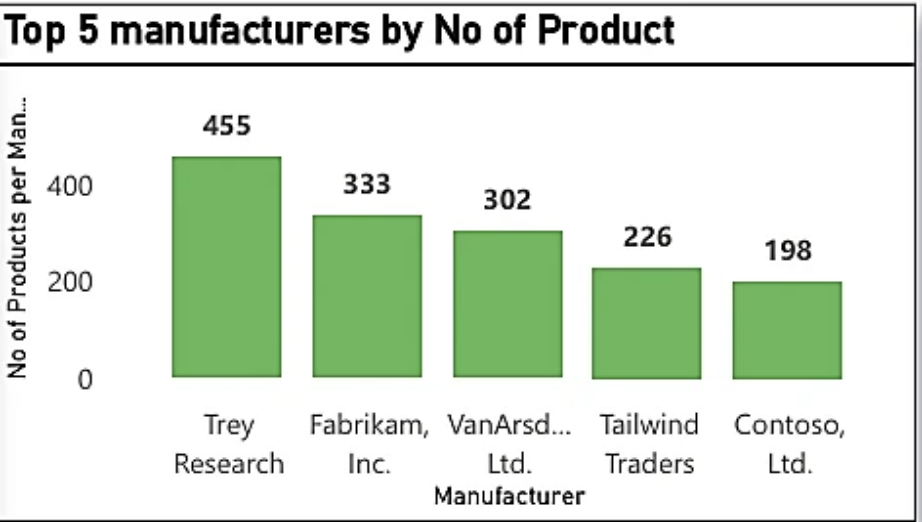 Top 5 manufacturers by No of Product
No of Products per Man...
455
333
302
226
198
400
200
0
Trey
Research
Fabrikam,
Inc.
VanArsd...
Ltd.
Tailwind
Traders
Contoso,
Ltd.
Manufacturer